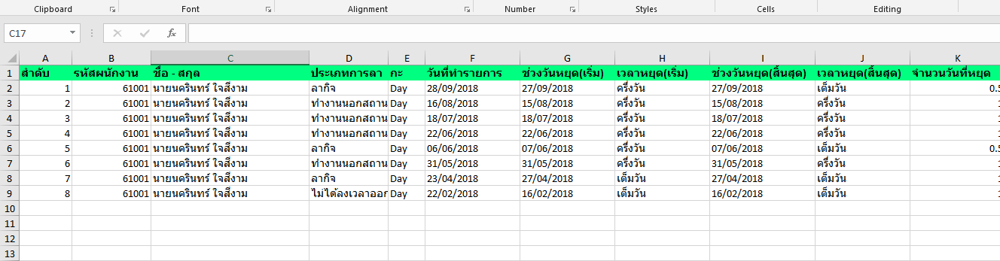 Clipboard Font Alignment Number Styles Cells Editing
C17 fx
A B C D E F G H I J K
1 ลำดับ รหัสพนักงาน ชื่อ - สกุล ประเภทการลา กะ วันที่ทำรายการ ช่วงวันหยุด(เริ่ม) เวลาหยุด(เริ่ม) ช่วงวันหยุด(สิ้นสุด) เวลาหยุด(สิ้นสุด) จำนวนวันที่หยุด
2 1 61001 นายนครินทร์ ใจสีงาม ลากิจ Day 28/09/2018 27/09/2018 ครึ่งวัน 27/09/2018 เต็มวัน 0.5
3 2 61001 นายนครินทร์ ใจสีงาม ทำงานนอกสถาน Day 16/08/2018 15/08/2018 ครึ่งวัน 15/08/2018 ครึ่งวัน 1
4 3 61001 นายนครินทร์ ใจสีงาม ทำงานนอกสถาน Day 18/07/2018 18/07/2018 ครึ่งวัน 18/07/2018 ครึ่งวัน 1
5 4 61001 นายนครินทร์ ใจสีงาม ทำงานนอกสถาน Day 22/06/2018 22/06/2018 ครึ่งวัน 22/06/2018 ครึ่งวัน 1
6 5 61001 นายนครินทร์ ใจสีงาม ลากิจ Day 06/06/2018 07/06/2018 ครึ่งวัน 07/06/2018 เต็มวัน 0.5
7 6 61001 นายนครินทร์ ใจสีงาม ทำงานนอกสถาน Day 31/05/2018 31/05/2018 ครึ่งวัน 31/05/2018 ครึ่งวัน 1
8 7 61001 นายนครินทร์ ใจสีงาม ลากิจ Day 23/04/2018 27/04/2018 เต็มวัน 27/04/2018 เต็มวัน 1
9 8 61001 นายนครินทร์ ใจสีงาม ไม่ได้ลงเวลาออก Day 22/02/2018 16/02/2018 เต็มวัน 16/02/2018 เต็มวัน 1
10
11
12
13